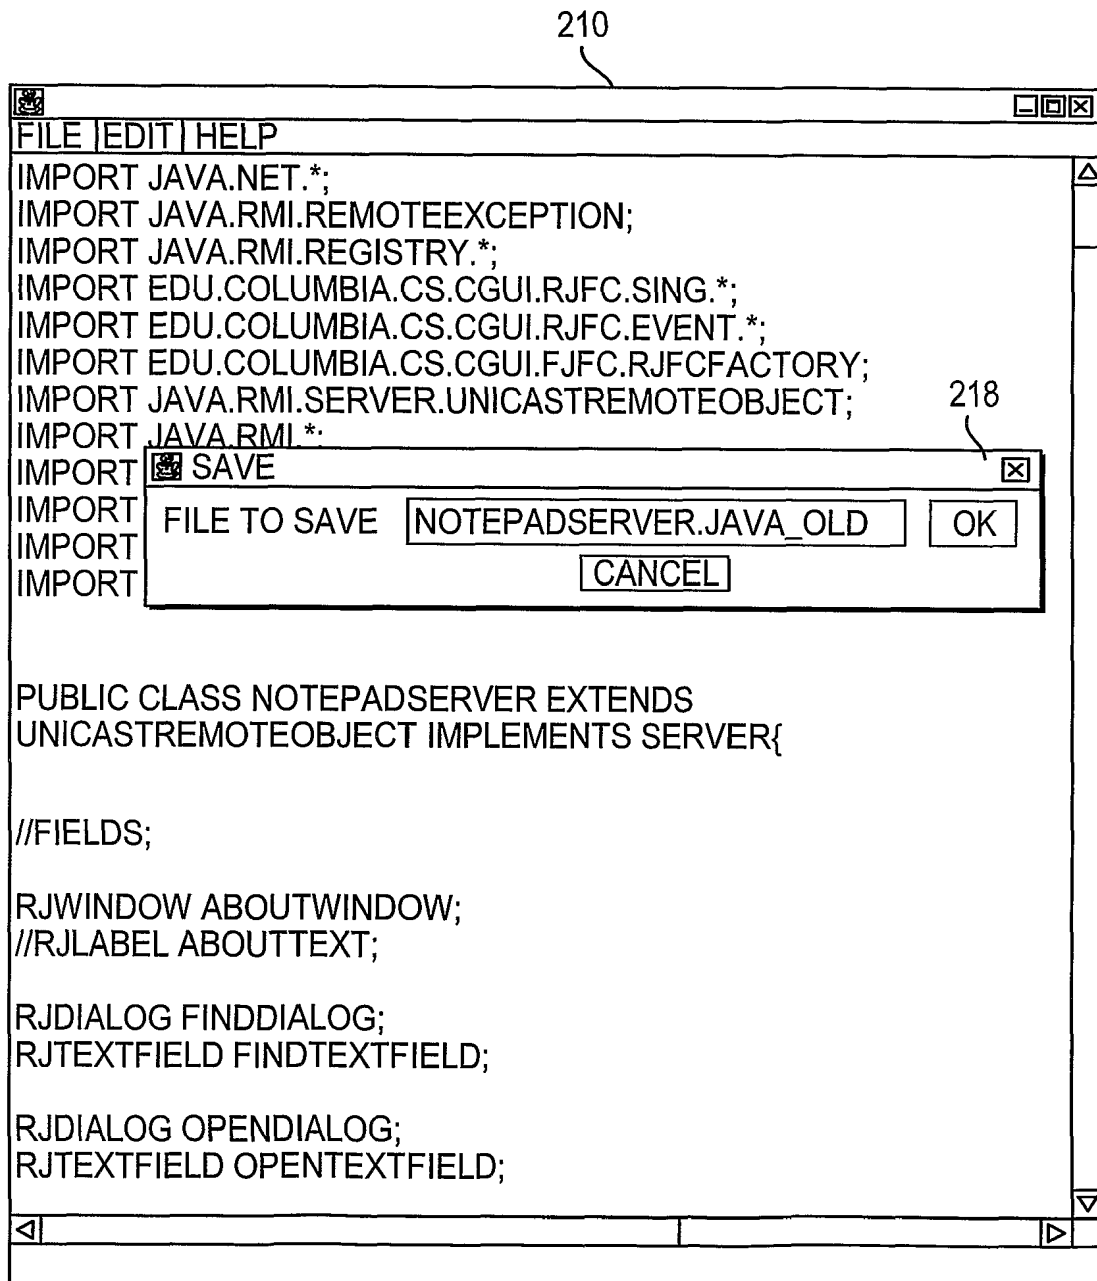 210
FILE EDIT HELP
IMPORT JAVA.NET.*;
IMPORT JAVA.RMI.REMOTEEXCEPTION;
IMPORT JAVA.RMI.REGISTRY.*;
IMPORT EDU.COLUMBIA.CS.CGUI.RJFC.SING.*;
IMPORT EDU.COLUMBIA.CS.CGUI.RJFC.EVENT.*;
IMPORT EDU.COLUMBIA.CS.CGUI.FJFC.RJFCFACTORY;
IMPORT JAVA.RMI.SERVER.UNICASTREMOTEOBJECT;
218
IMPORT JAVA.RMI.*;
IMPORT
IMPORT
IMPORT
IMPORT
SAVE
FILE TO SAVE NOTEPADSERVER.JAVA_OLD OK
CANCEL
PUBLIC CLASS NOTEPADSERVER EXTENDS
UNICASTREMOTEOBJECT IMPLEMENTS SERVER{
//FIELDS;
RJWINDOW ABOUTWINDOW;
//RJLABEL ABOUTTEXT;
RJDIALOG FINDDIALOG;
RJTEXTFIELD FINDTEXTFIELD;
RJDIALOG OPENDIALOG;
RJTEXTFIELD OPENTEXTFIELD;